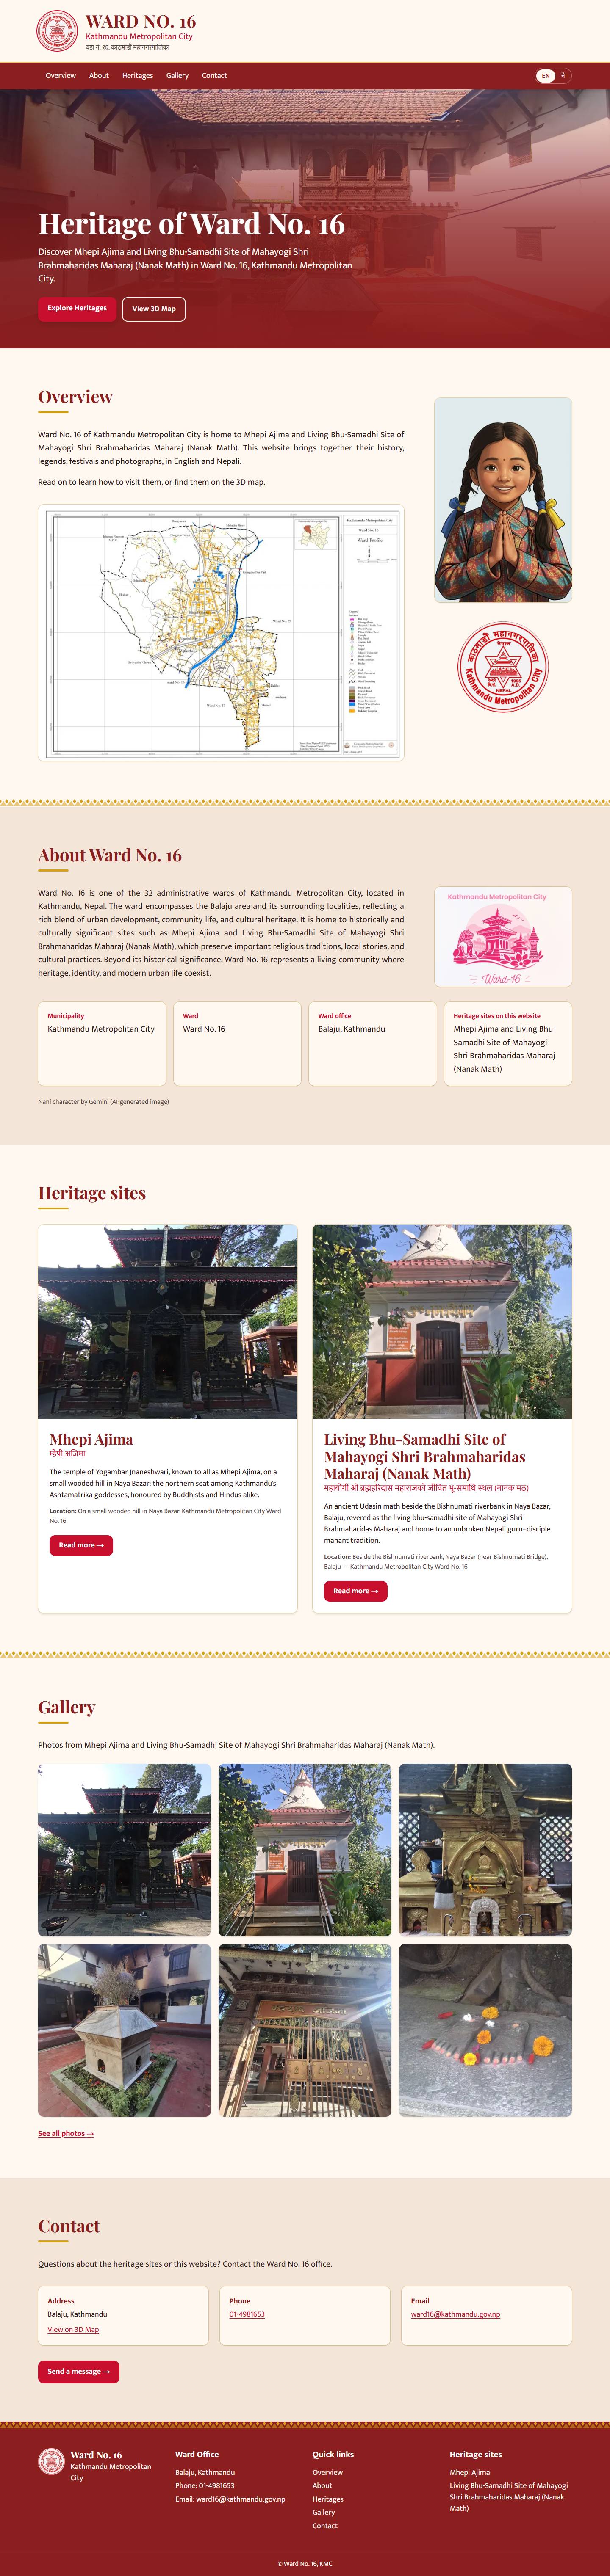 WARD NO. 16
Kathmandu Metropolitan City
वडा नं. १६, काठमाडौं महानगरपालिका
Overview
About
Heritages
Gallery
Contact
EN
ने
Heritage of Ward No. 16
Discover Mhepi Ajima and Living Bhu-Samadhi Site of Mahayogi Shri
Brahmaharidas Maharaj (Nanak Math) in Ward No. 16, Kathmandu Metropolitan
City.
Explore Heritages
View 3D Map
Overview
Ward No. 16 of Kathmandu Metropolitan City is home to Mhepi Ajima and Living Bhu-Samadhi Site of
Mahayogi Shri Brahmaharidas Maharaj (Nanak Math). This website brings together their history,
legends, festivals and photographs, in English and Nepali.
Read on to learn how to visit them, or find them on the 3D map.
Kathmandu Metropolitan City
Ward No. 16
Ward Profile
काठमाडौं महानगरपालिका
NEPAL
Kathmandu Metropolitan City
About Ward No. 16
Ward No. 16 is one of the 32 administrative wards of Kathmandu Metropolitan City, located in
Kathmandu, Nepal. The ward encompasses the Balaju area and its surrounding localities, reflecting a
rich blend of urban development, community life, and cultural heritage. It is home to historically and
culturally significant sites such as Mhepi Ajima and Living Bhu-Samadhi Site of Mahayogi Shri
Brahmaharidas Maharaj (Nanak Math), which preserve important religious traditions, local stories, and
cultural practices. Beyond its historical significance, Ward No. 16 represents a living community where
heritage, identity, and modern urban life coexist.
Kathmandu Metropolitan City
Ward-16
Municipality
Kathmandu Metropolitan City
Ward
Ward No. 16
Ward office
Balaju, Kathmandu
Heritage sites on this website
Mhepi Ajima and Living Bhu-
Samadhi Site of Mahayogi
Shri Brahmaharidas Maharaj
(Nanak Math)
Nani character by Gemini (AI-generated image)
Heritage sites
Mhepi Ajima
म्हेपी अजिमा
The temple of Yogambar Jnaneshwari, known to all as Mhepi Ajima, on a
small wooded hill in Naya Bazar: the northern seat among Kathmandu's
Ashtamatrika goddesses, honoured by Buddhists and Hindus alike.
Location: On a small wooded hill in Naya Bazar, Kathmandu Metropolitan City Ward
No. 16
Read more →
Living Bhu-Samadhi Site of
Mahayogi Shri Brahmaharidas
Maharaj (Nanak Math)
महायोगी श्री ब्रह्महरिदास महाराजको जीवित भू-समाधि स्थल (नानक मठ)
An ancient Udasin math beside the Bishnumati riverbank in Naya Bazar,
Balaju, revered as the living bhu-samadhi site of Mahayogi Shri
Brahmaharidas Maharaj and home to an unbroken Nepali guru–disciple
mahant tradition.
Location: Beside the Bishnumati riverbank, Naya Bazar (near Bishnumati Bridge),
Balaju — Kathmandu Metropolitan City Ward No. 16
Read more →
Gallery
Photos from Mhepi Ajima and Living Bhu-Samadhi Site of Mahayogi Shri Brahmaharidas Maharaj (Nanak Math).
See all photos →
Contact
Questions about the heritage sites or this website? Contact the Ward No. 16 office.
Address
Balaju, Kathmandu
View on 3D Map
Phone
01-4981653
Email
ward16@kathmandu.gov.np
Send a message →
Ward No. 16
Kathmandu Metropolitan
City
Ward Office
Balaju, Kathmandu
Phone: 01-4981653
Email: ward16@kathmandu.gov.np
Quick links
Overview
About
Heritages
Gallery
Contact
Heritage sites
Mhepi Ajima
Living Bhu-Samadhi Site of Mahayogi
Shri Brahmaharidas Maharaj (Nanak
Math)
© Ward No. 16, KMC